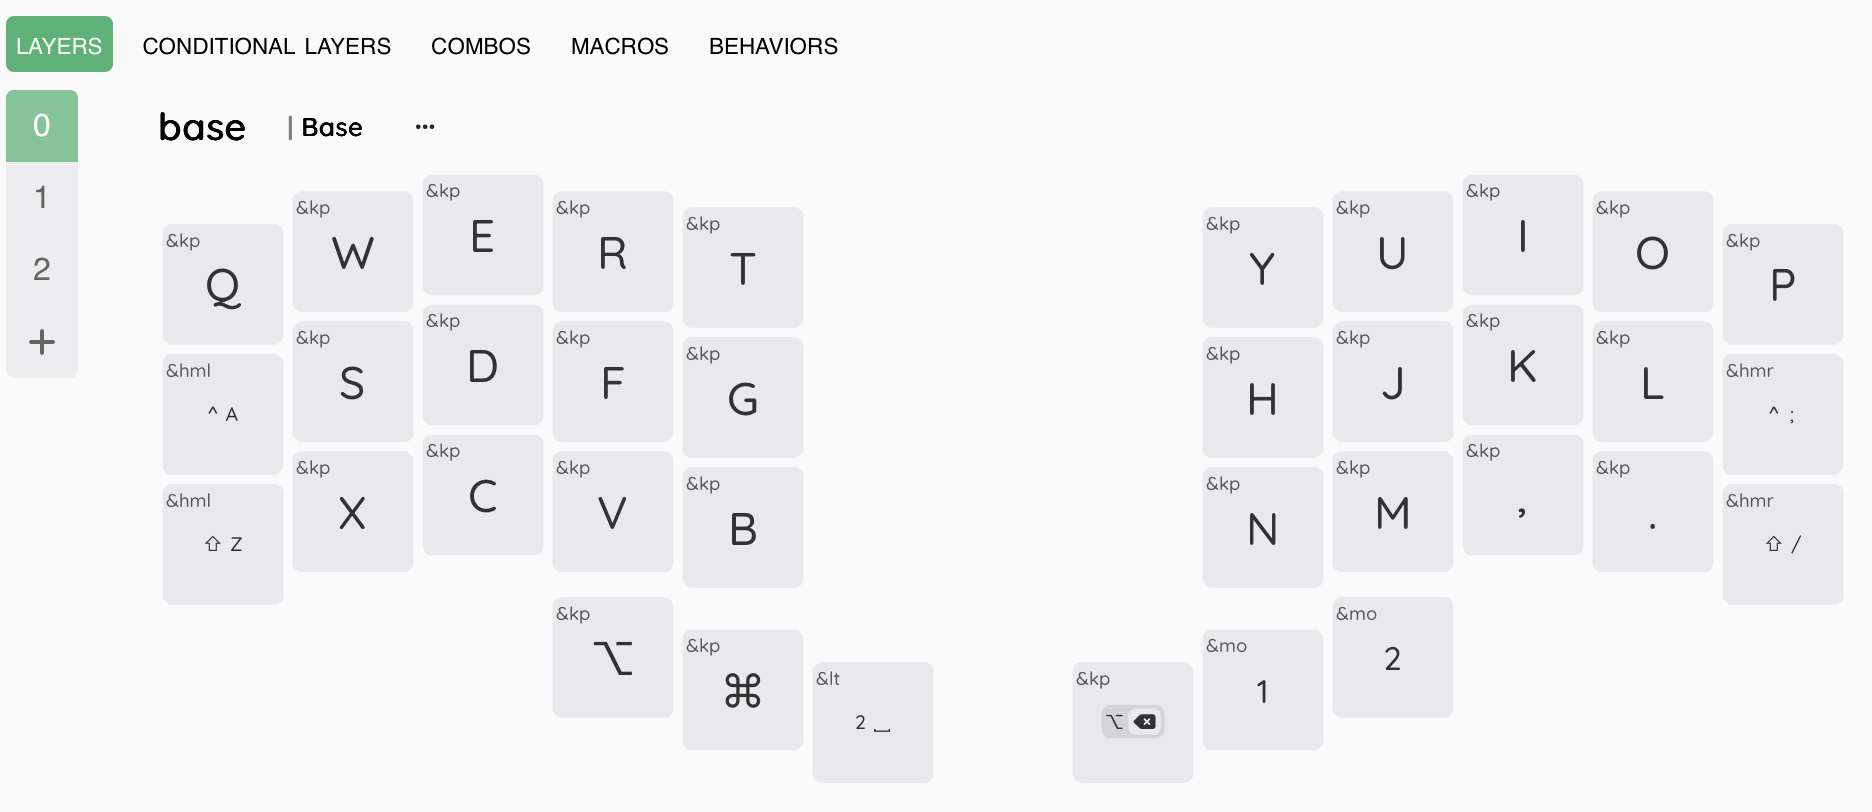 LAYERS CONDITIONAL LAYERS COMBOS MACROS BEHAVIORS
0
1
2
+
base | Base ...
&kp Q &kp W &kp E &kp R &kp T &kp Y &kp U &kp I &kp O &kp P
&hml ^ A &kp S &kp D &kp F &kp G &kp H &kp J &kp K &kp L &hmr ^ ;
&hml ⇧ Z &kp X &kp C &kp V &kp B &kp N &kp M &kp , &kp . &hmr ⇧ /
&kp ⌥ &kp ⌘ &lt 2 ⎵ &kp ⌥ ⌫ &mo 1 &mo 2